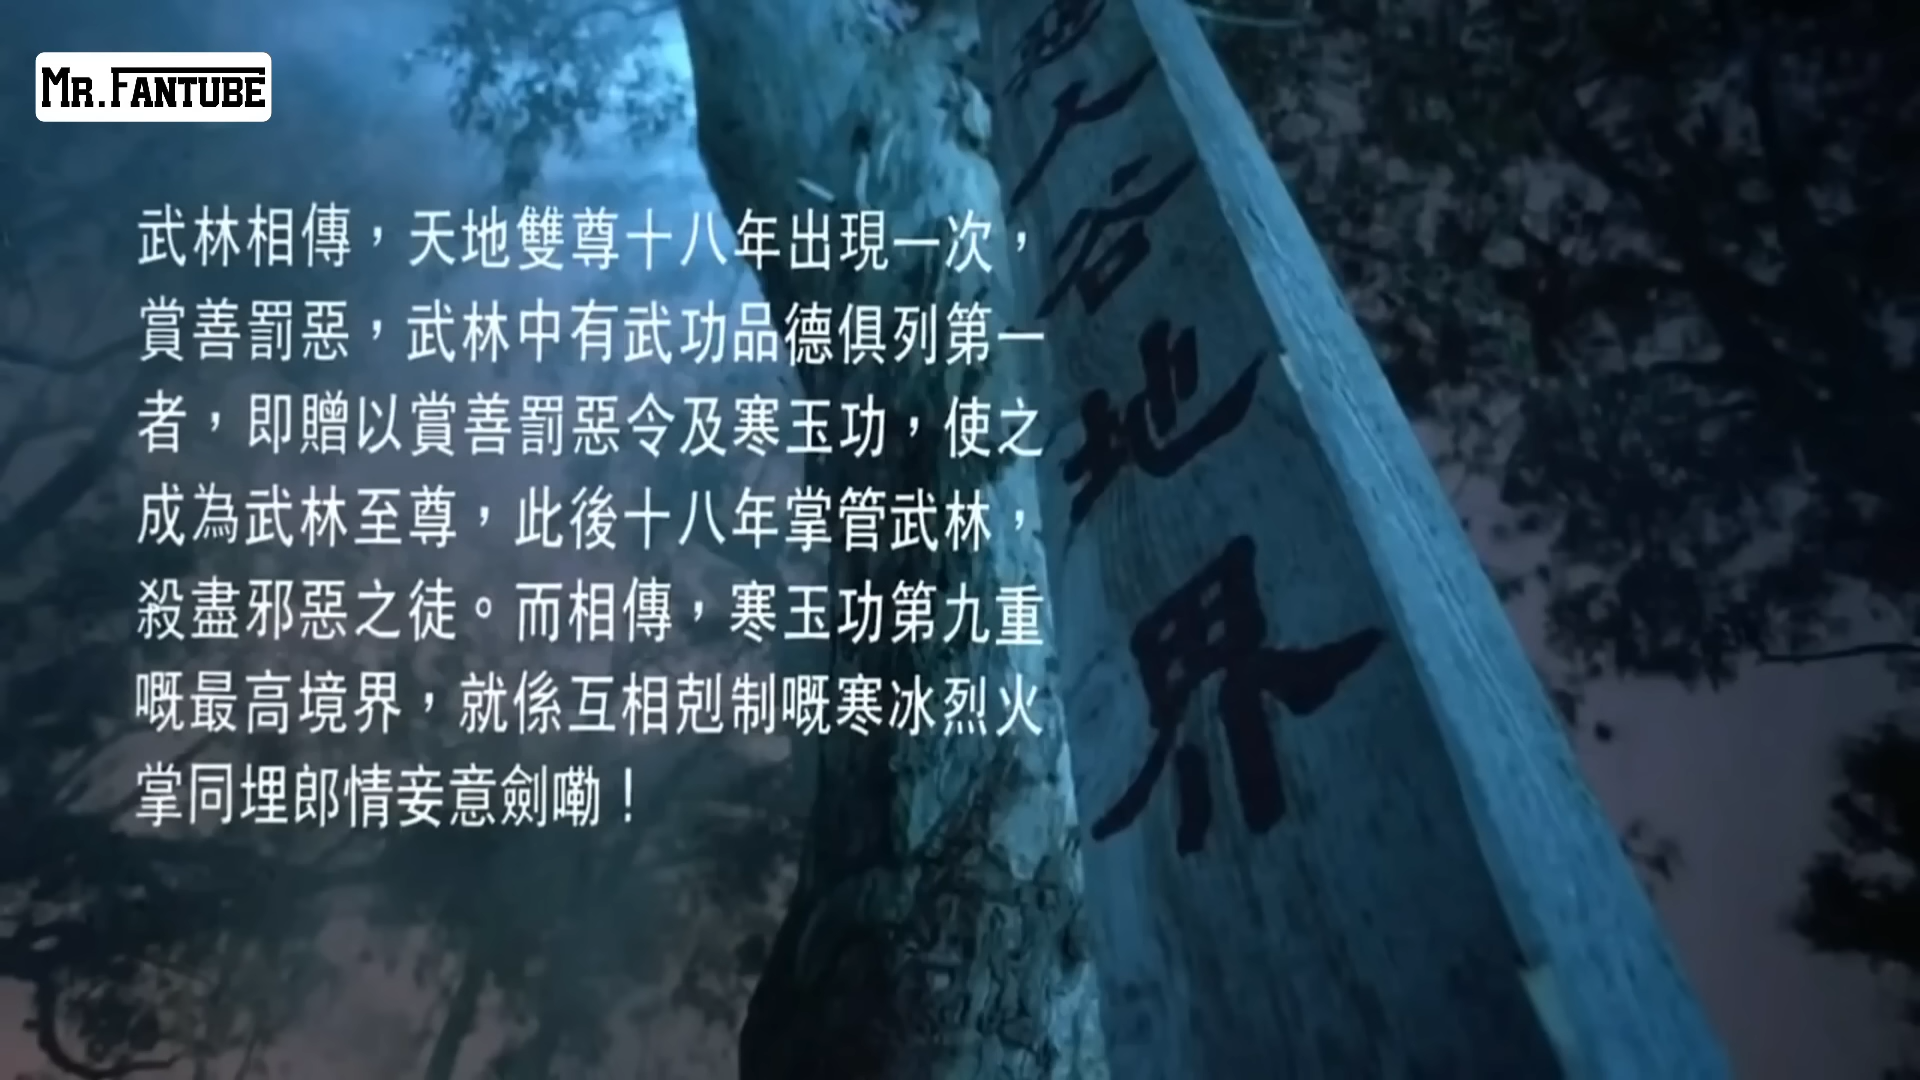 MR.FANTUBE
武林相傳，天地雙尊十八年出現一次，
賞善罰惡，武林中有武功品德俱列第一
者，即贈以賞善罰惡令及寒玉功，使之
成為武林至尊，此後十八年掌管武林，
殺盡邪惡之徒。而相傳，寒玉功第九重
嘅最高境界，就係互相剋制嘅寒冰烈火
掌同埋郎情妾意劍嘞！
谷地界